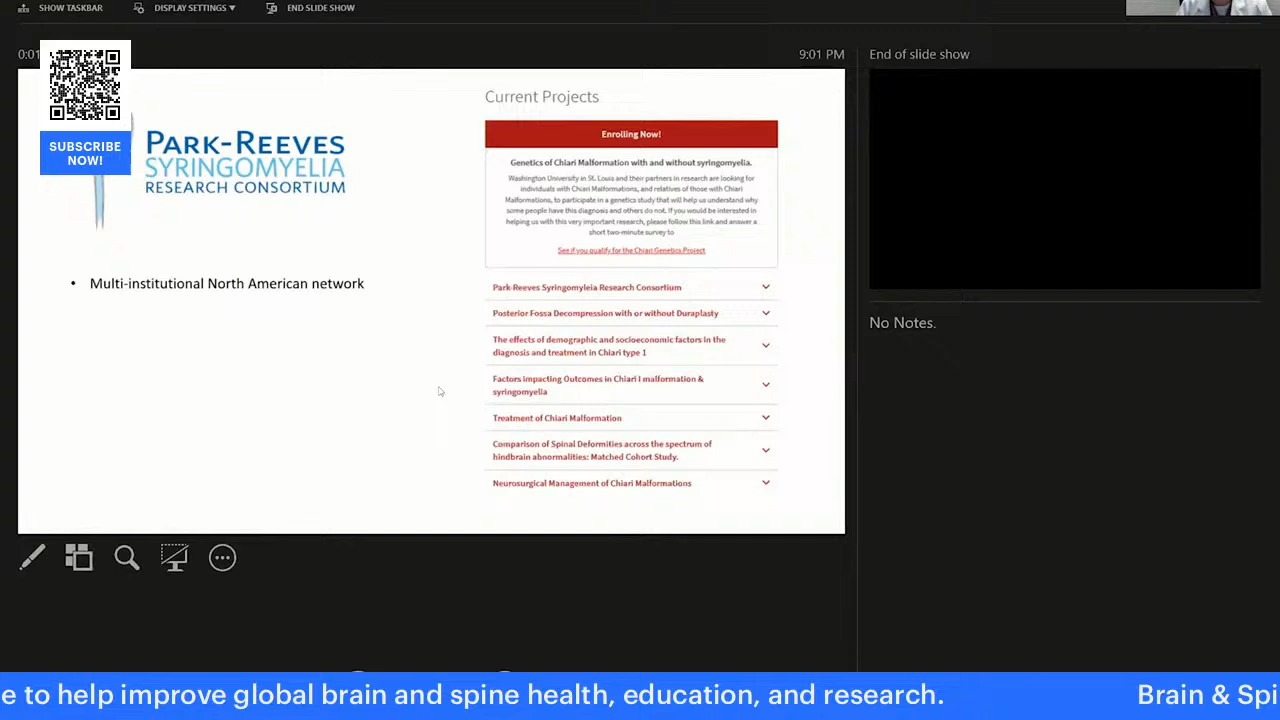 SHOW TASKBAR
DISPLAY SETTINGS ▾
END SLIDE SHOW
0:01
9:01 PM
End of slide show
SUBSCRIBE
NOW!
PARK-REEVES
SYRINGOMYELIA
RESEARCH CONSORTIUM
• Multi-institutional North American network
Current Projects
Enrolling Now!
Genetics of Chiari Malformation with and without syringomyelia.
Washington University in St. Louis and their partners in research are looking for
individuals with Chiari Malformations, and relatives of those with Chiari
Malformations, to participate in a genetics study that will help us understand why
some people have this diagnosis and others do not. If you would be interested in
helping us with this very important research, please follow this link and answer a
short two-minute survey to
See if you qualify for the Chiari Genetics Project
Park-Reeves Syringomyleia Research Consortium
Posterior Fossa Decompression with or without Duraplasty
The effects of demographic and socioeconomic factors in the
diagnosis and treatment in Chiari type 1
Factors impacting Outcomes in Chiari I malformation &
syringomyelia
Treatment of Chiari Malformation
Comparison of Spinal Deformities across the spectrum of
hindbrain abnormalities: Matched Cohort Study.
Neurosurgical Management of Chiari Malformations
No Notes.
e to help improve global brain and spine health, education, and research.
Brain & Spi